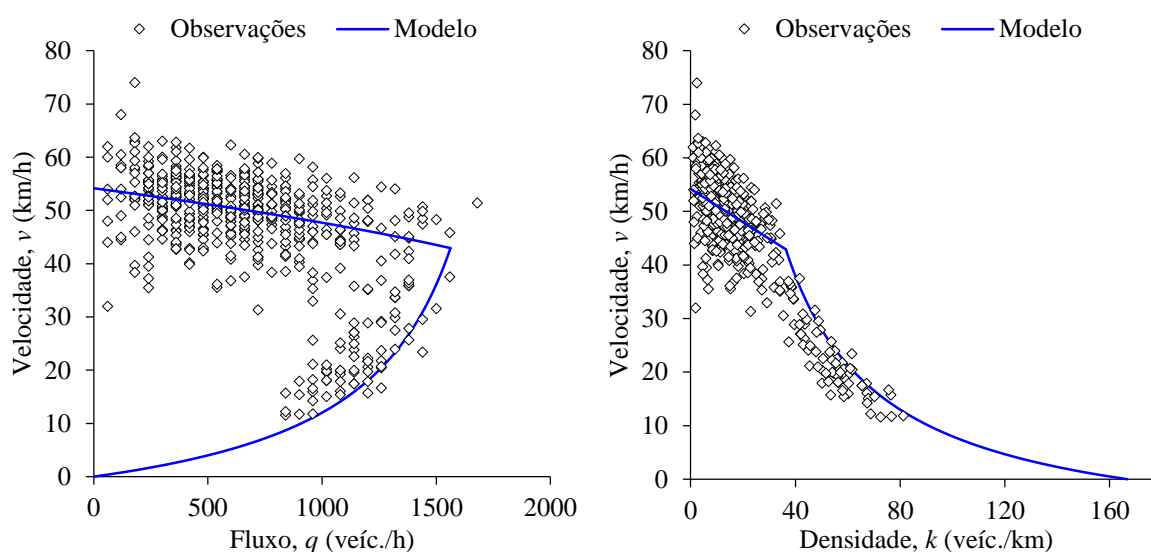 Observações Modelo
80
70
60
50
40
30
20
10
0
Velocidade, v (km/h)
0 500 1000 1500 2000
Fluxo, q (veíc./h)
Observações Modelo
80
70
60
50
40
30
20
10
0
Velocidade, v (km/h)
0 40 80 120 160
Densidade, k (veíc./km)